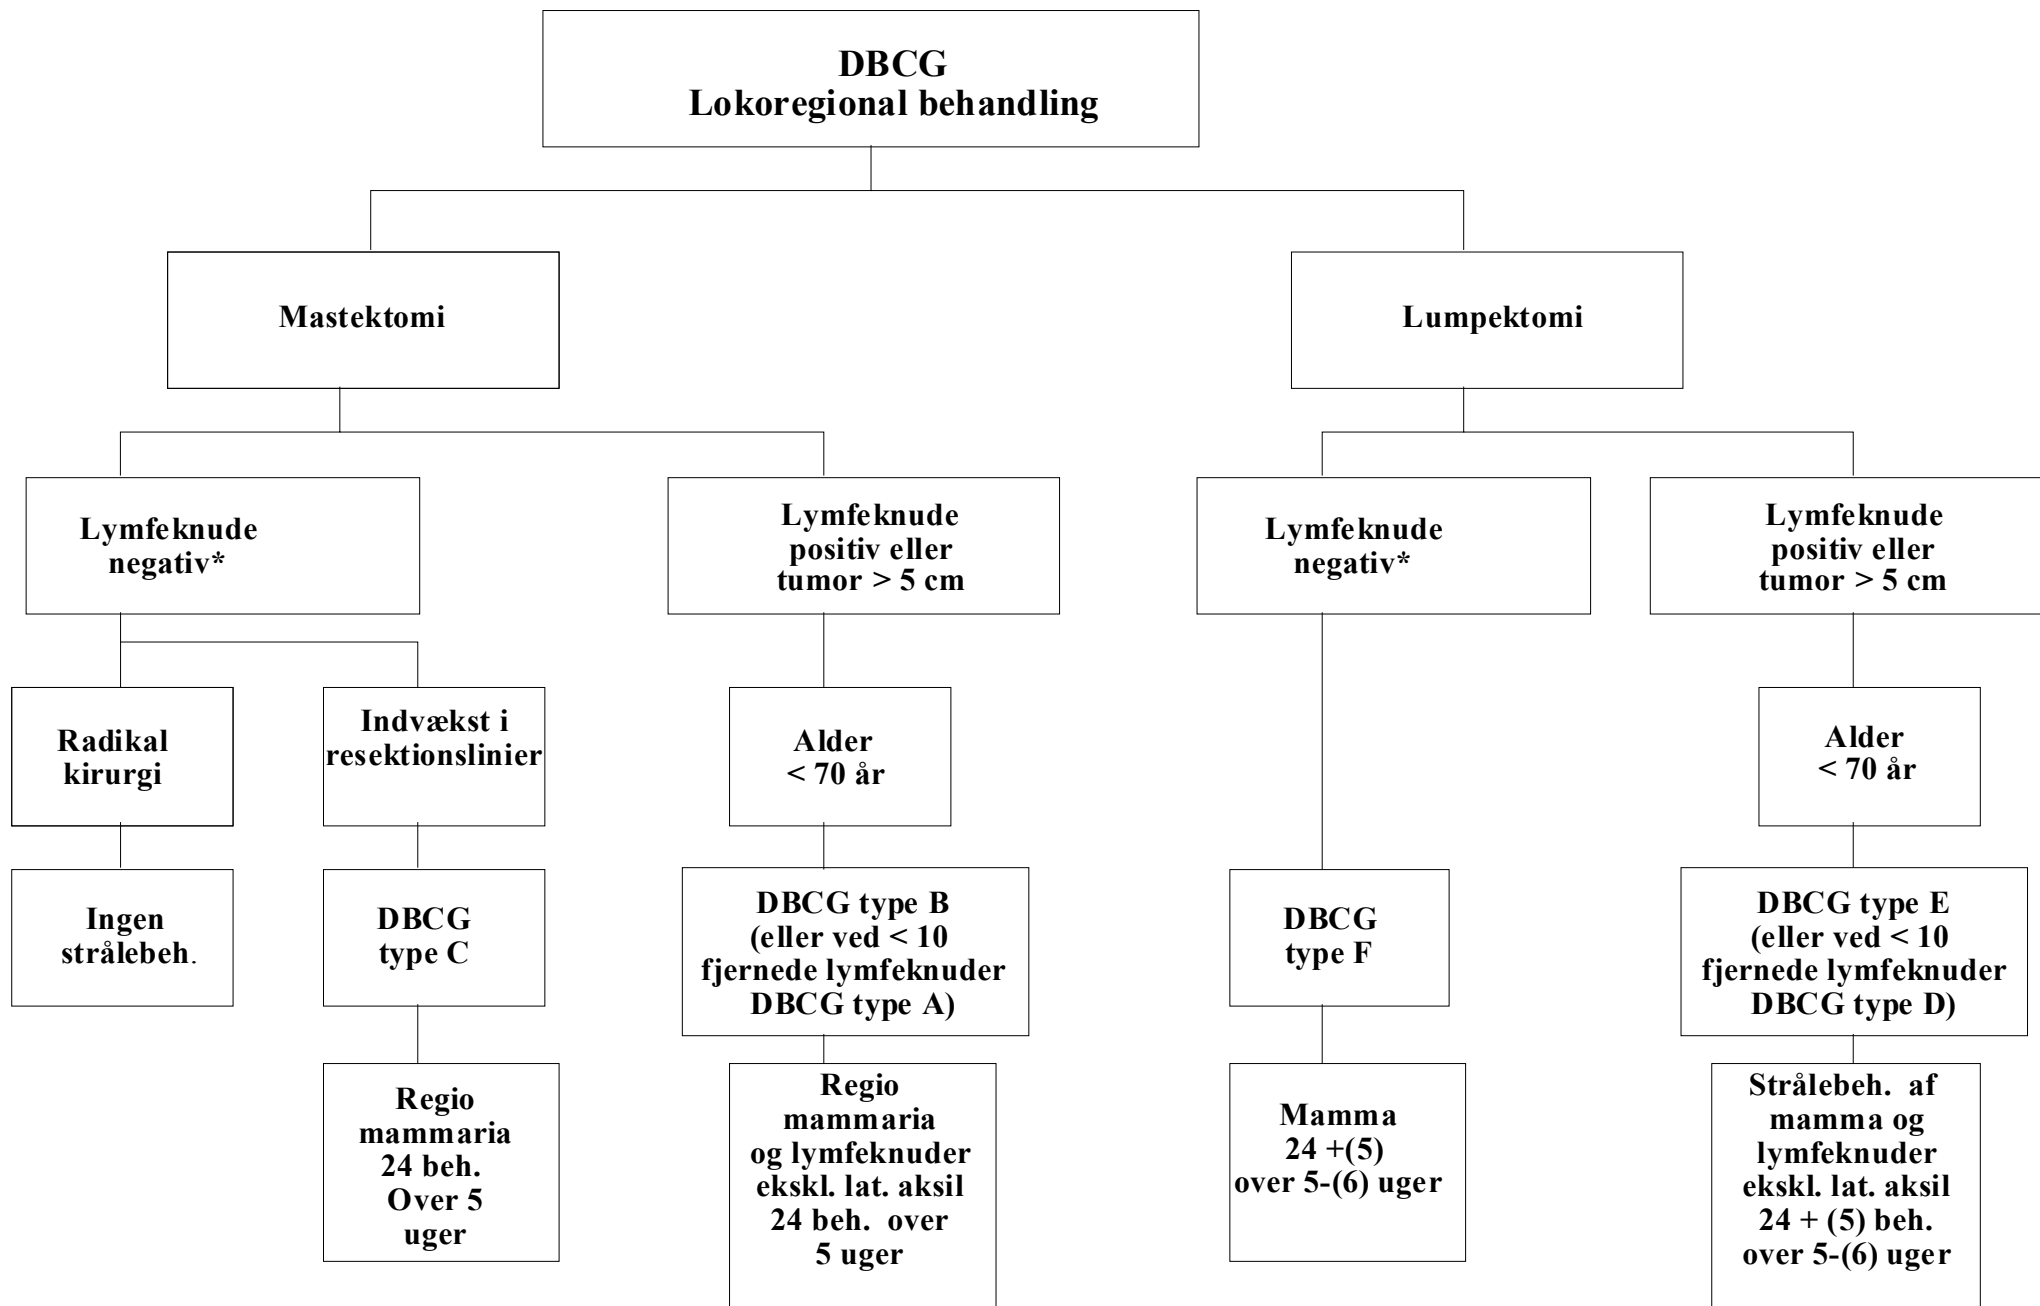 DBCG
Lokoregional behandling
Mastektomi
Lumpektomi
Lymfeknude
negativ*
Lymfeknude
positiv eller
tumor > 5 cm
Lymfeknude
negativ*
Lymfeknude
positiv eller
tumor > 5 cm
Radikal
kirurgi
Indvækst i
resektionslinier
Alder
< 70 år
Alder
< 70 år
Ingen
strålebeh.
DBCG
type C
DBCG type B
(eller ved < 10
fjernede lymfeknuder
DBCG type A)
DBCG
type F
DBCG type E
(eller ved < 10
fjernede lymfeknuder
DBCG type D)
Regio
mammaria
24 beh.
Over 5
uger
Regio
mammaria
og lymfeknuder
ekskl. lat. aksil
24 beh. over
5 uger
Mamma
24 +(5)
over 5-(6) uger
Strålebeh. af
mamma og
lymfeknuder
ekskl. lat. aksil
24 + (5) beh.
over 5-(6) uger